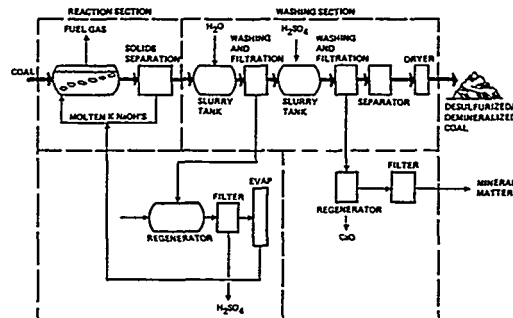 REACTION SECTION
WASHING SECTION
FUEL GAS
SOLIDE
SEPARATION
H₂O
WASHING
AND
FILTRATION
H₂SO₄
WASHING
AND
FILTRATION
DRYER
COAL
SLURRY
TANK
SLURRY
TANK
SEPARATOR
DESULFURIZED/
DEMINERALIZED
COAL
MOLTEN K NaOH'S
EVAP
FILTER
REGENERATOR
H₂SO₄
FILTER
REGENERATOR
CaO
MINERAL
MATTER